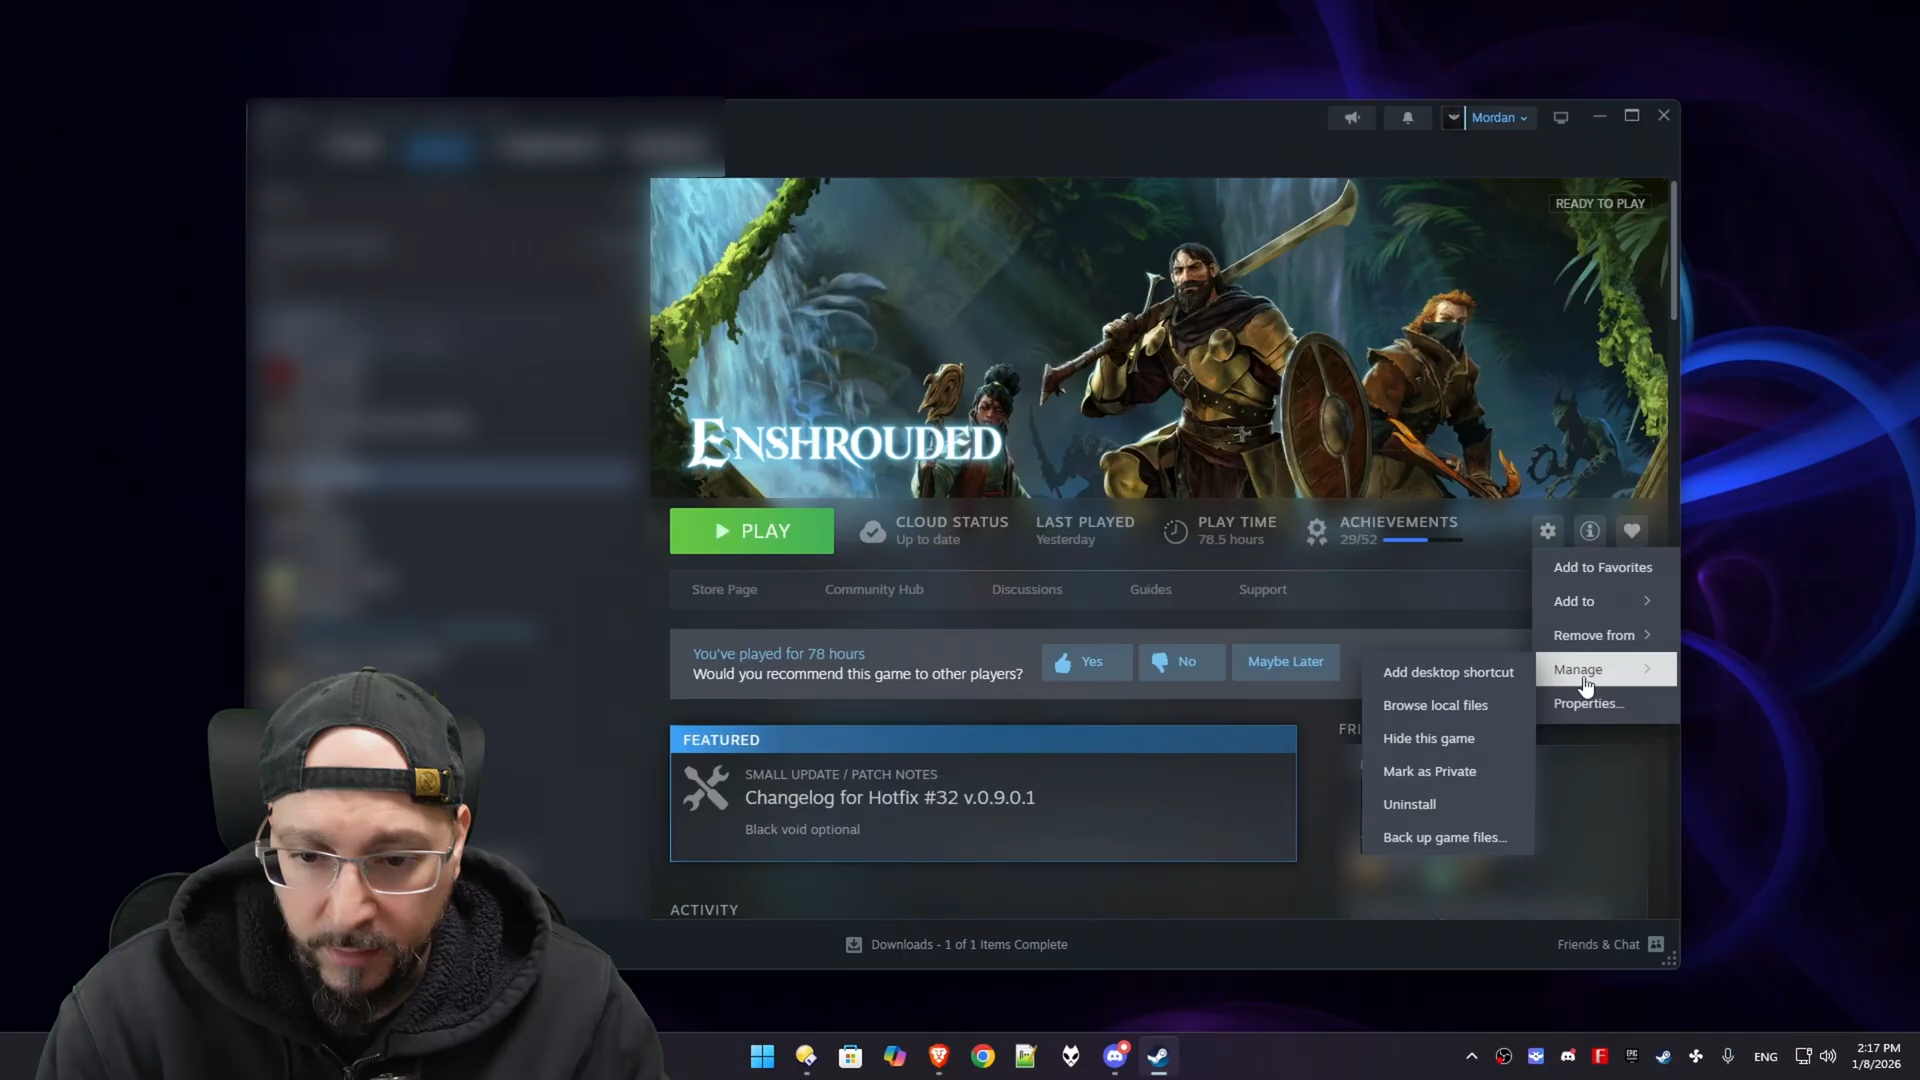 Mordan
READY TO PLAY
ENSHROUDED
PLAY
CLOUD STATUS
Up to date
LAST PLAYED
Yesterday
PLAY TIME
78.5 hours
ACHIEVEMENTS
29/52
Store Page
Community Hub
Discussions
Guides
Support
Add to Favorites
Add to
Remove from
Manage
Properties...
You've played for 78 hours
Would you recommend this game to other players?
Yes
No
Maybe Later
Add desktop shortcut
Browse local files
Hide this game
Mark as Private
Uninstall
Back up game files...
FRI
FEATURED
SMALL UPDATE / PATCH NOTES
Changelog for Hotfix #32 v.0.9.0.1
Black void optional
ACTIVITY
Downloads - 1 of 1 Items Complete
Friends & Chat
EPIC
ENG
2:17 PM
1/8/2026